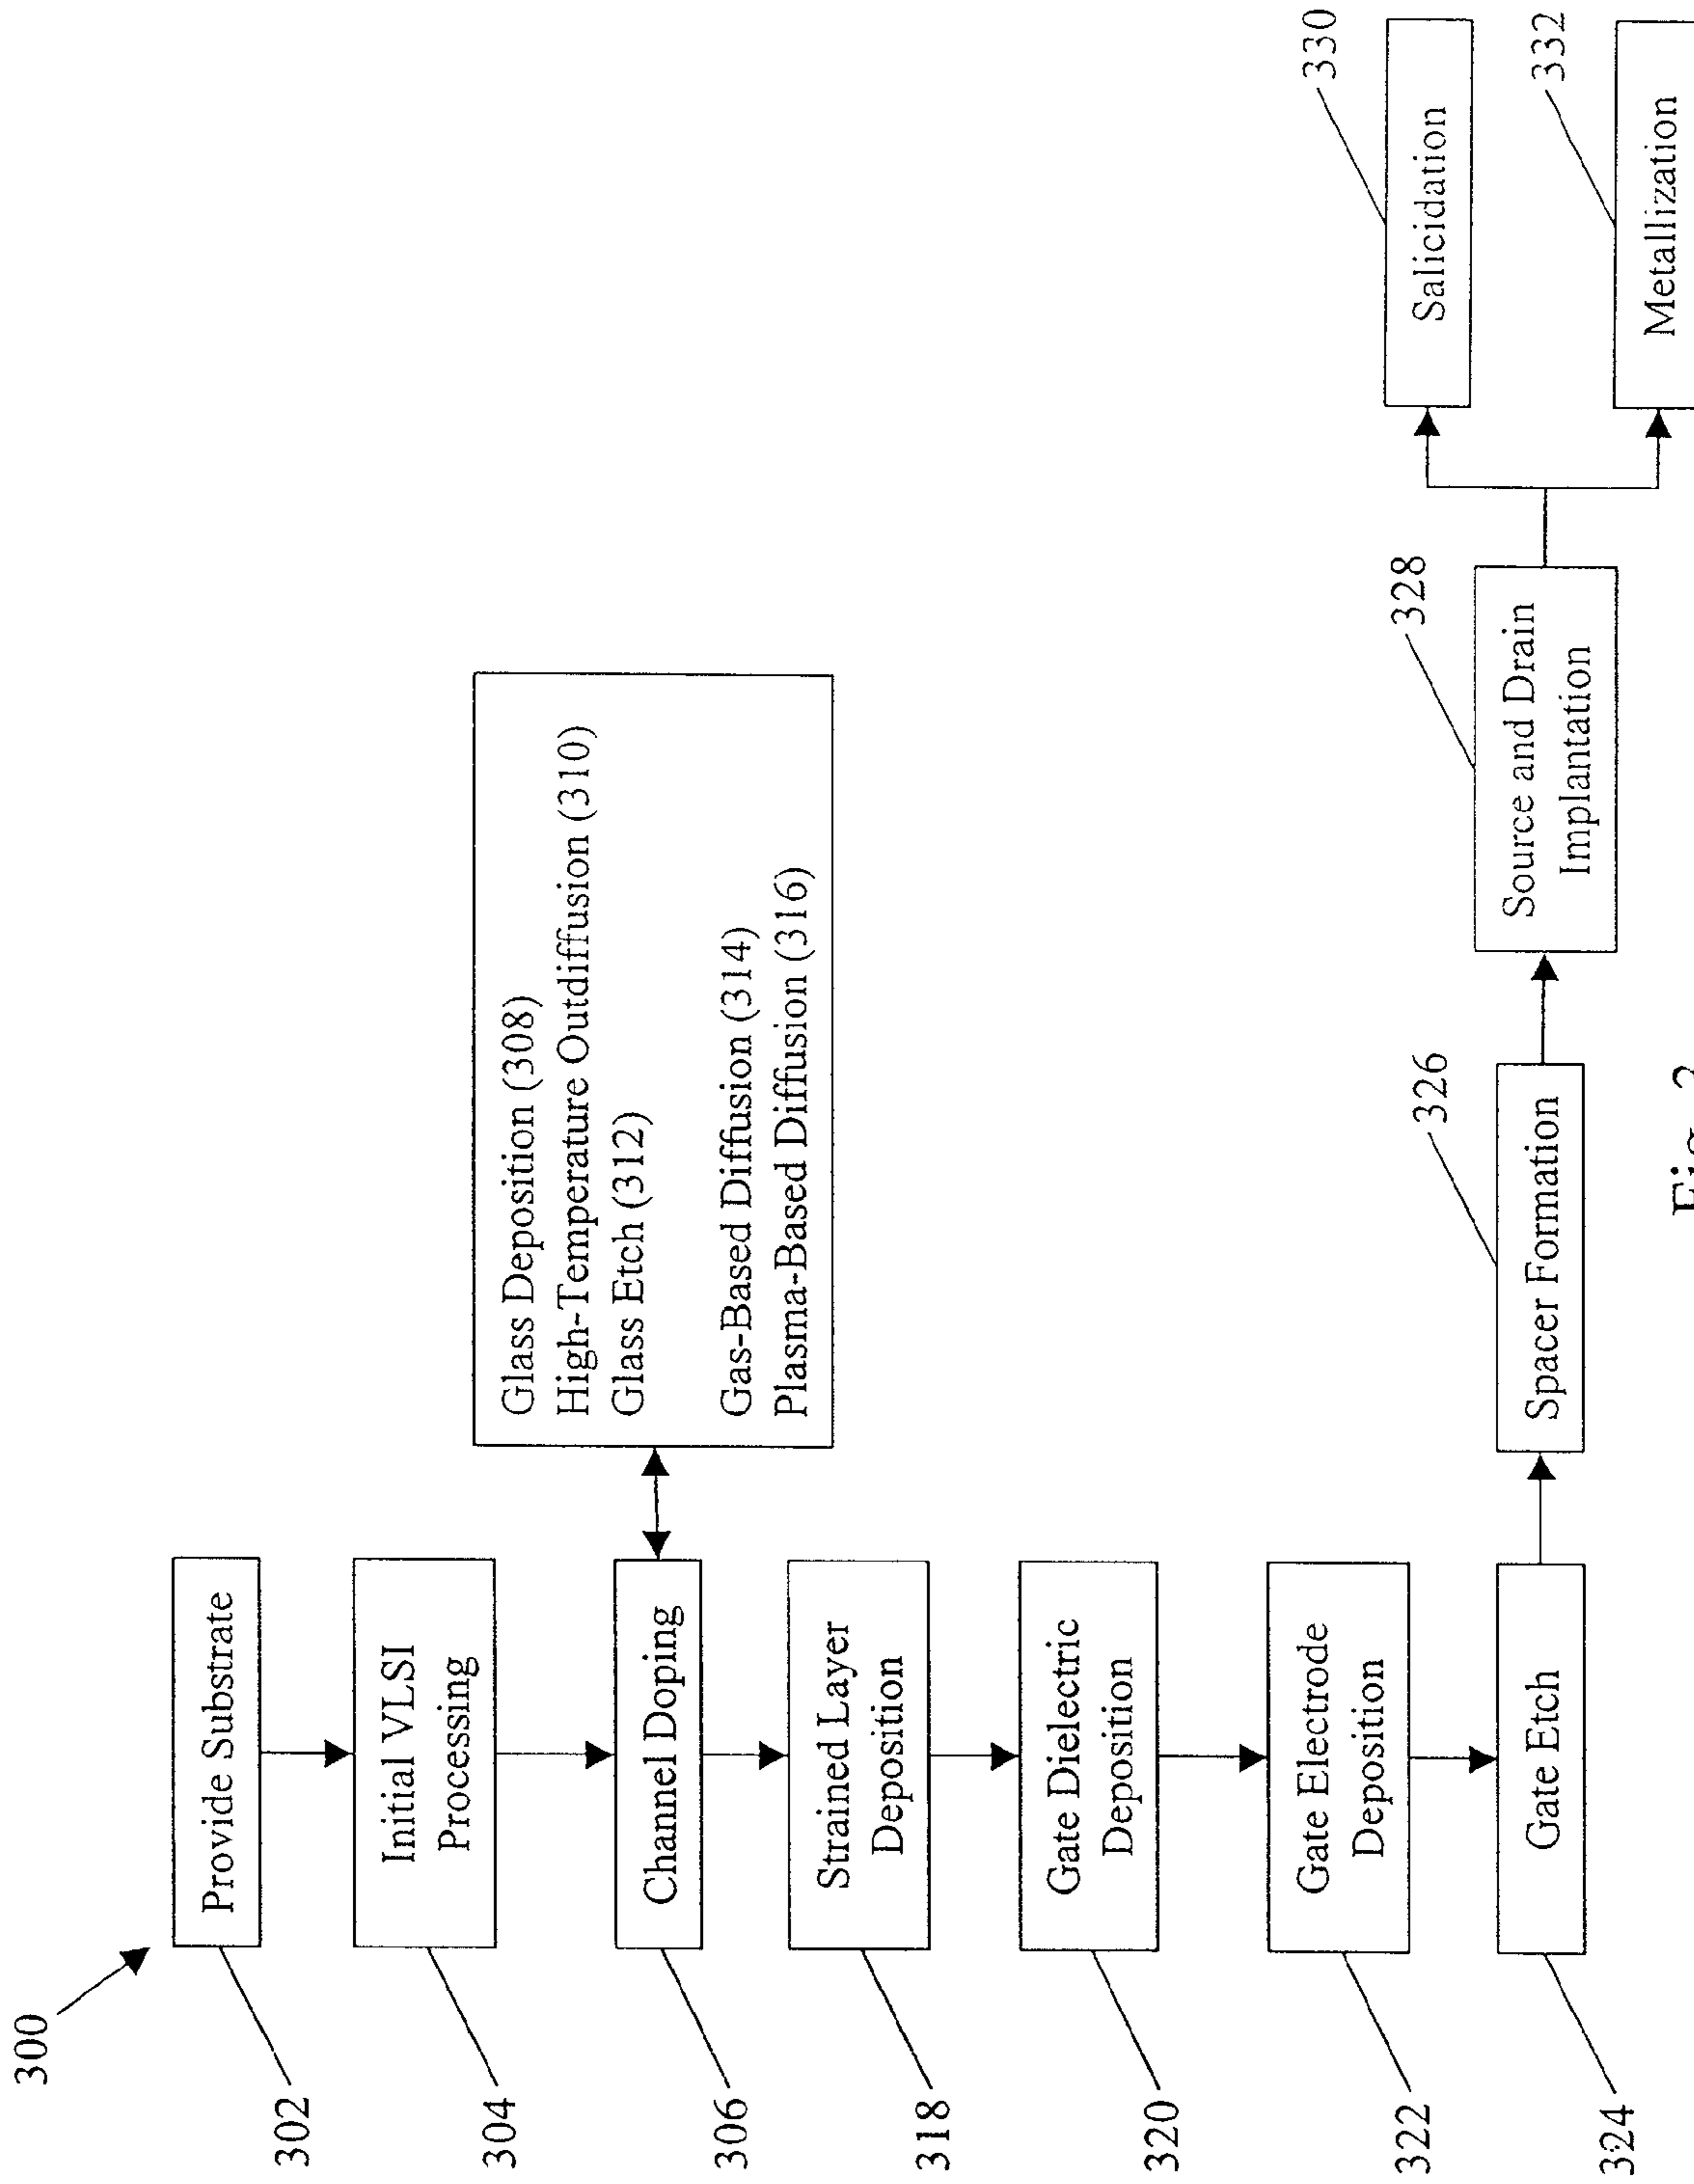 300
302
Provide Substrate
304
Initial VLSI
Processing
306
Channel Doping
Glass Deposition (308)
High-Temperature Outdiffusion (310)
Glass Etch (312)
Gas-Based Diffusion (314)
Plasma-Based Diffusion (316)
318
Strained Layer
Deposition
320
Gate Dielectric
Deposition
322
Gate Electrode
Deposition
324
Gate Etch
326
Spacer Formation
328
Source and Drain
Implantation
330
Salicidation
332
Metallization
Fig.